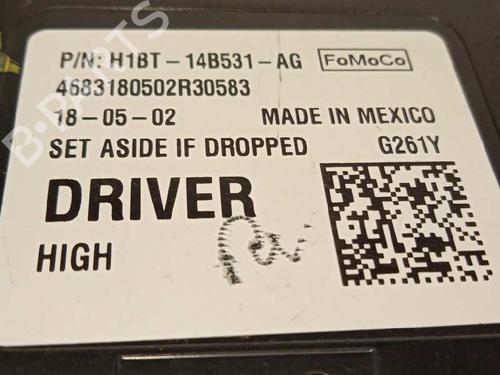 P/N: H1BT-14B531-AG FoMoCo
4683180502R30583
18-05-02 MADE IN MEXICO
SET ASIDE IF DROPPED G261Y
DRIVER
HIGH
B-PARTS